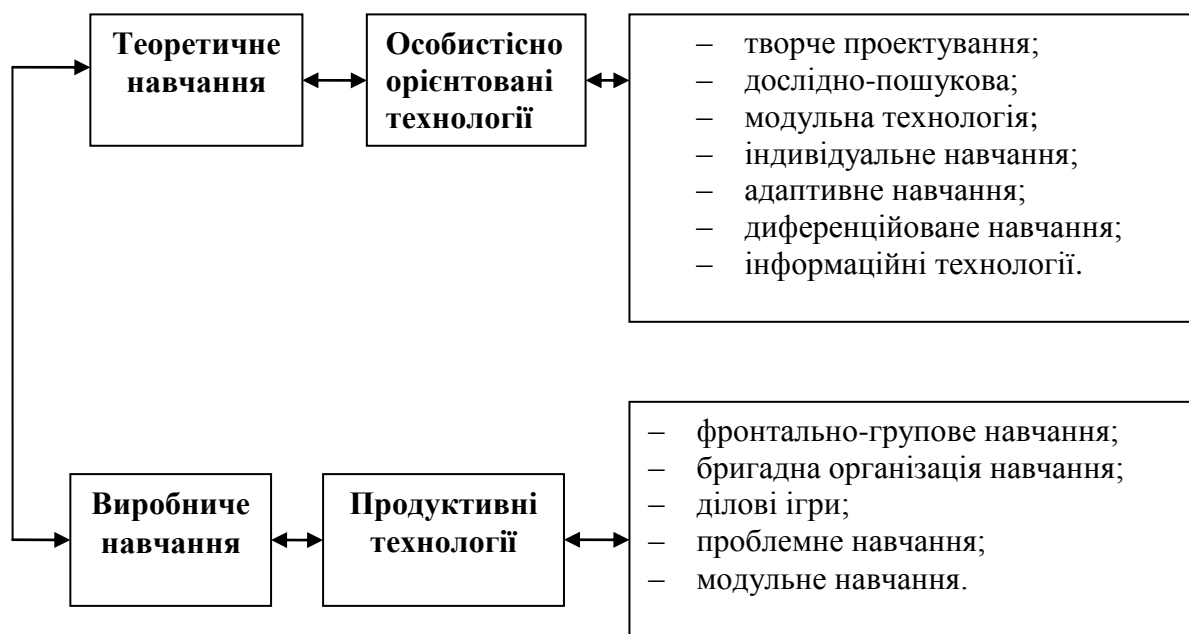 Теоретичне
навчання
Особистісно
орієнтовані
технології
– творче проектування;
– дослідно-пошукова;
– модульна технологія;
– індивідуальне навчання;
– адаптивне навчання;
– диференційоване навчання;
– інформаційні технології.
Виробниче
навчання
Продуктивні
технології
– фронтально-групове навчання;
– бригадна організація навчання;
– ділові ігри;
– проблемне навчання;
– модульне навчання.